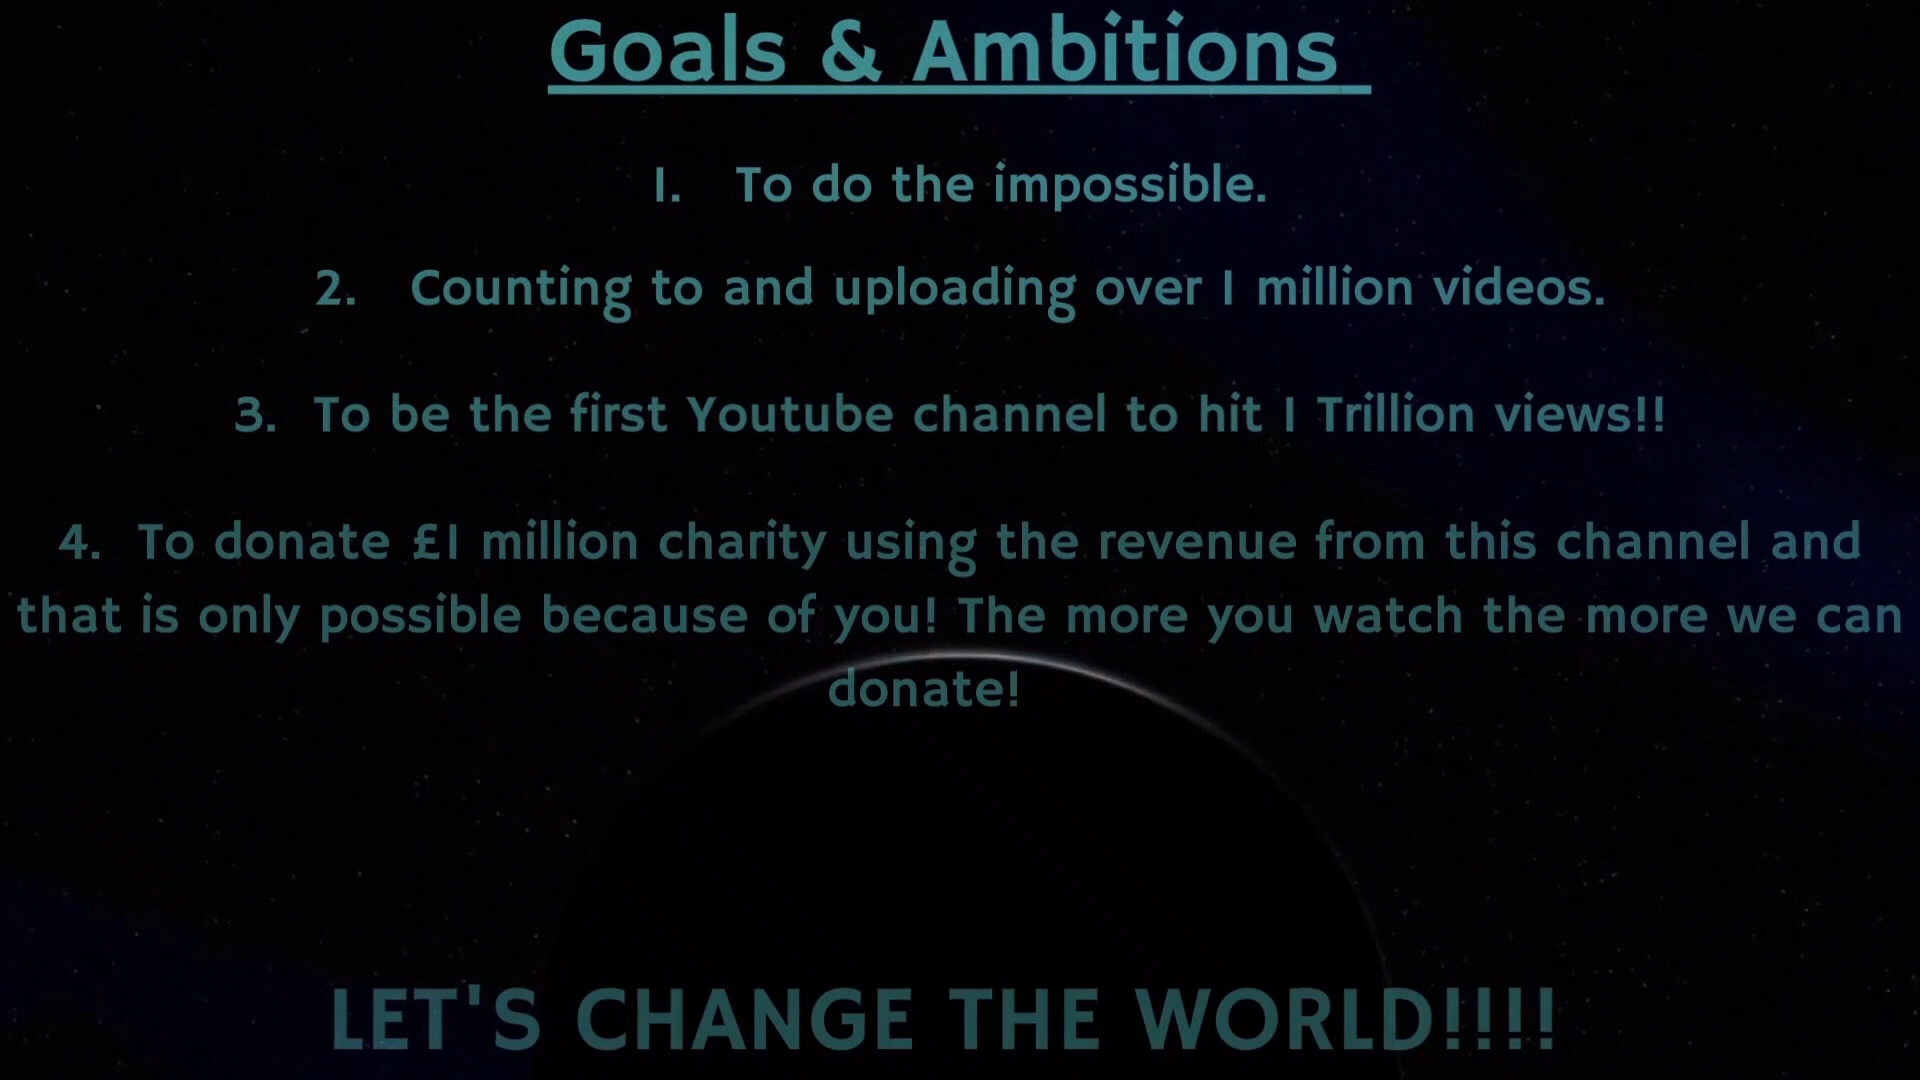 Goals & Ambitions
1. To do the impossible.
2. Counting to and uploading over 1 million videos.
3. To be the first Youtube channel to hit 1 Trillion views!!
4. To donate £1 million charity using the revenue from this channel and
that is only possible because of you! The more you watch the more we can
donate!
LET'S CHANGE THE WORLD!!!!